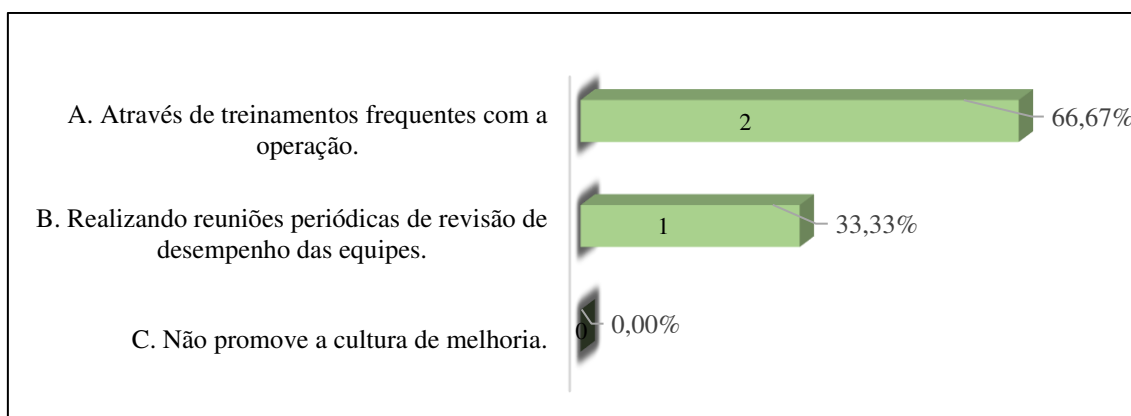 A. Através de treinamentos frequentes com a
operação.
2
66,67%
B. Realizando reuniões periódicas de revisão de
desempenho das equipes.
1
33,33%
C. Não promove a cultura de melhoria.
0
0,00%